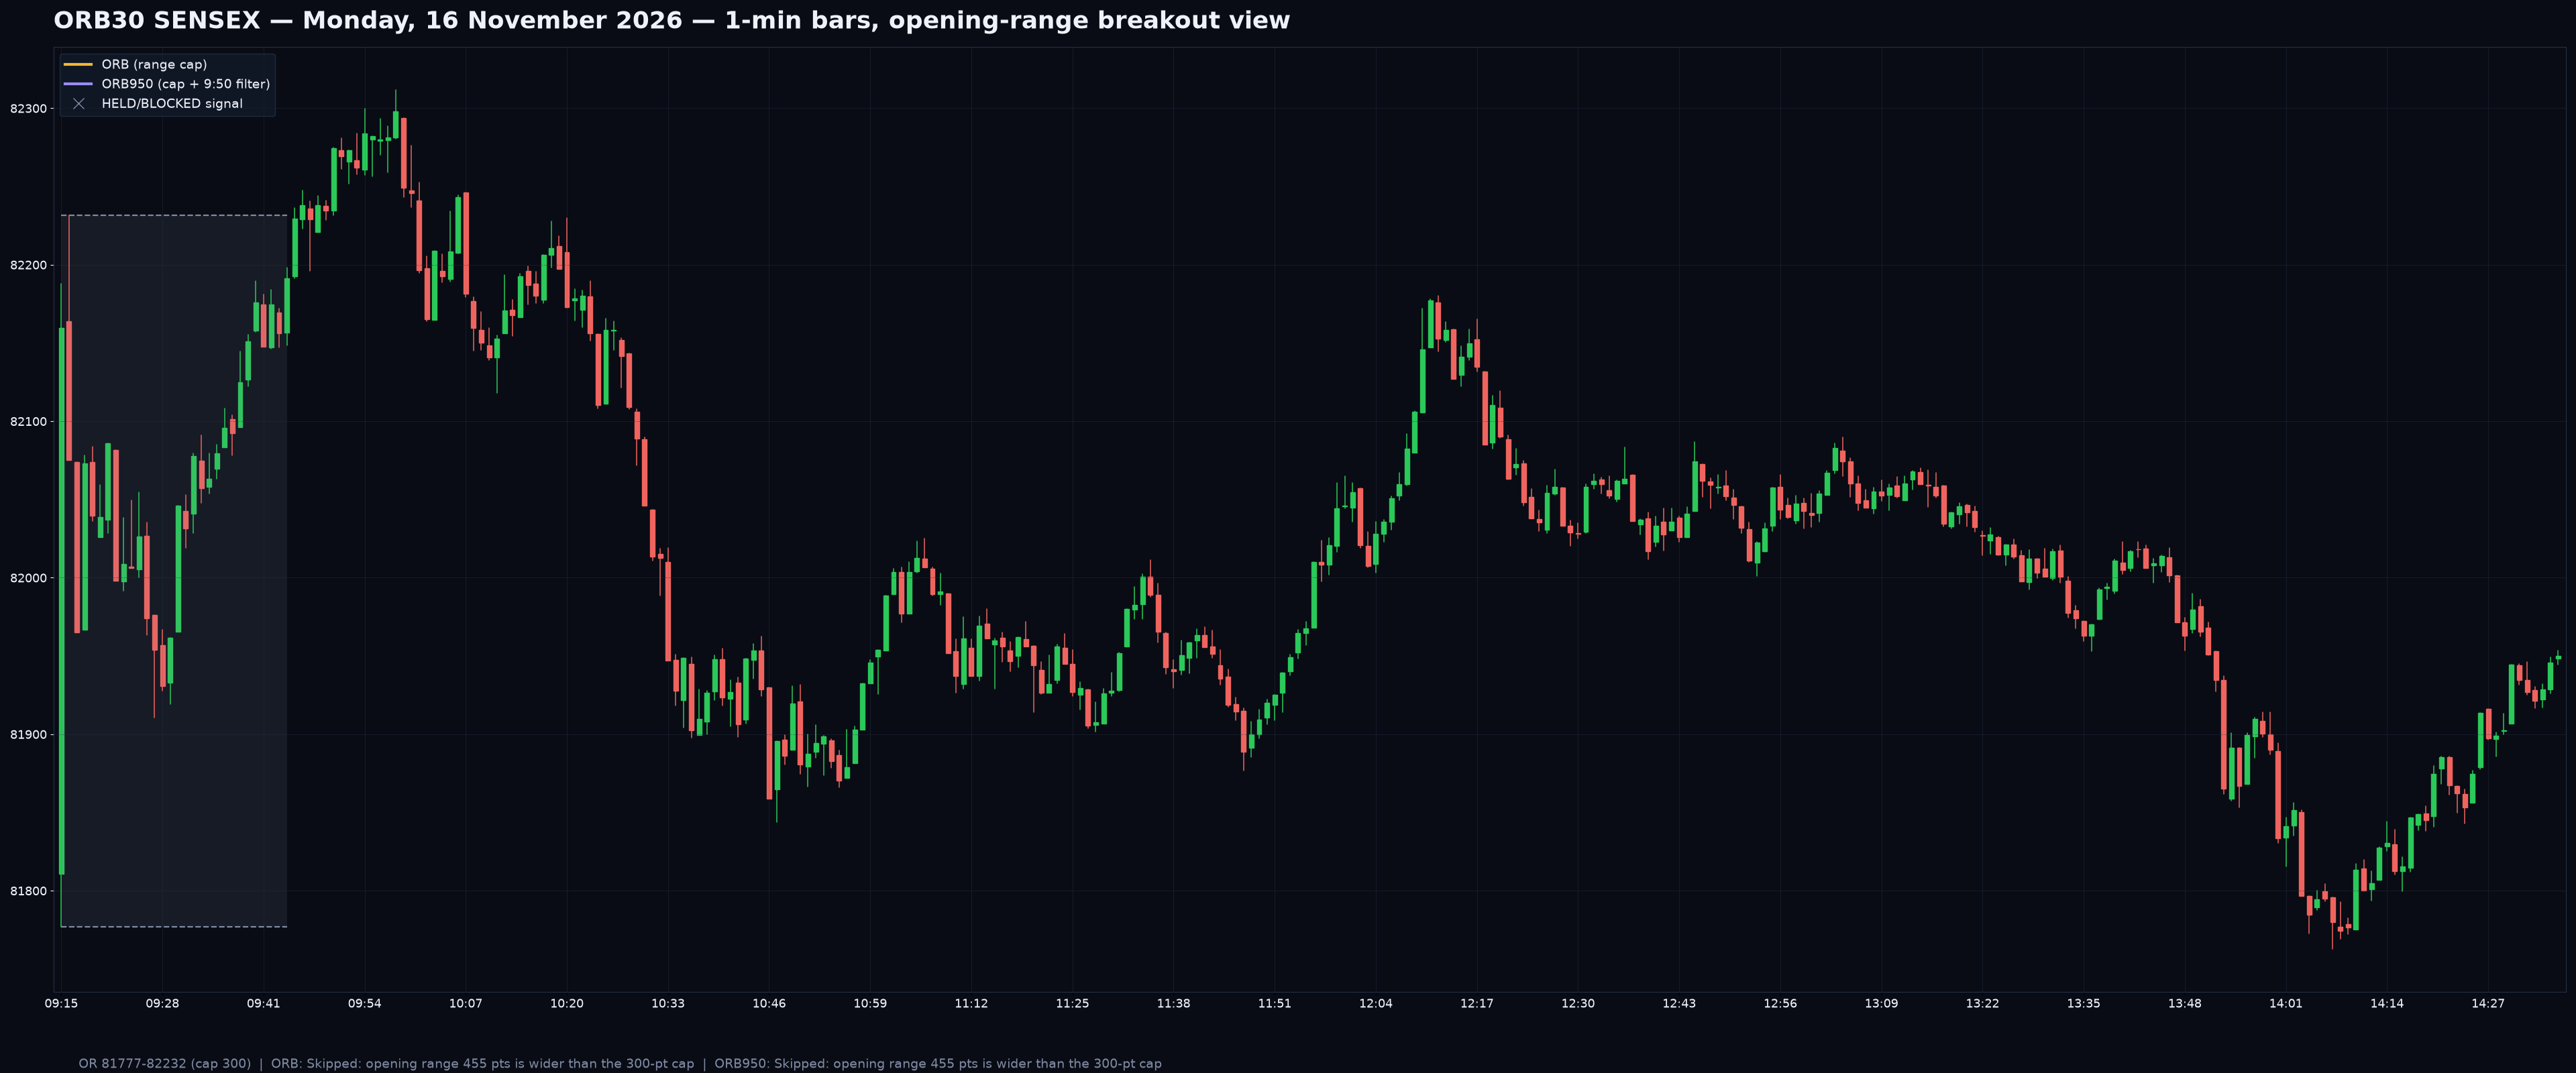 ORB30 SENSEX — Monday, 16 November 2026 — 1-min bars, opening-range breakout view
ORB (range cap)
ORB950 (cap + 9:50 filter)
HELD/BLOCKED signal
82300
82200
82100
82000
81900
81800
09:15 09:28 09:41 09:54 10:07 10:20 10:33 10:46 10:59 11:12 11:25 11:38 11:51 12:04 12:17 12:30 12:43 12:56 13:09 13:22 13:35 13:48 14:01 14:14 14:27
OR 81777-82232 (cap 300) | ORB: Skipped: opening range 455 pts is wider than the 300-pt cap | ORB950: Skipped: opening range 455 pts is wider than the 300-pt cap